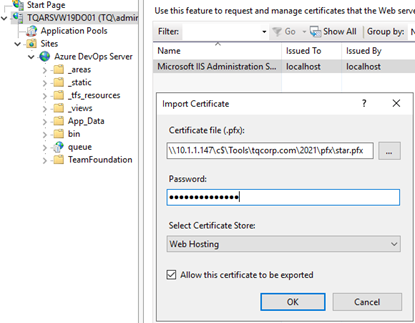 Start Page
TQARSVW19DO01 (TQ\admir
Application Pools
Sites
Azure DevOps Server
_areas
_static
_tfs_resources
_views
App_Data
bin
queue
TeamFoundation
Use this feature to request and manage certificates that the Web serve
Filter: Go Show All Group by: N
Name Issued To Issued By
Microsoft IIS Administration S... localhost localhost
Import Certificate ? ×
Certificate file (.pfx):
\\10.1.1.147\c$\Tools\tqcorp.com\2021\pfx\star.pfx ...
Password:
••••••••••••••
Select Certificate Store:
Web Hosting
Allow this certificate to be exported
OK Cancel